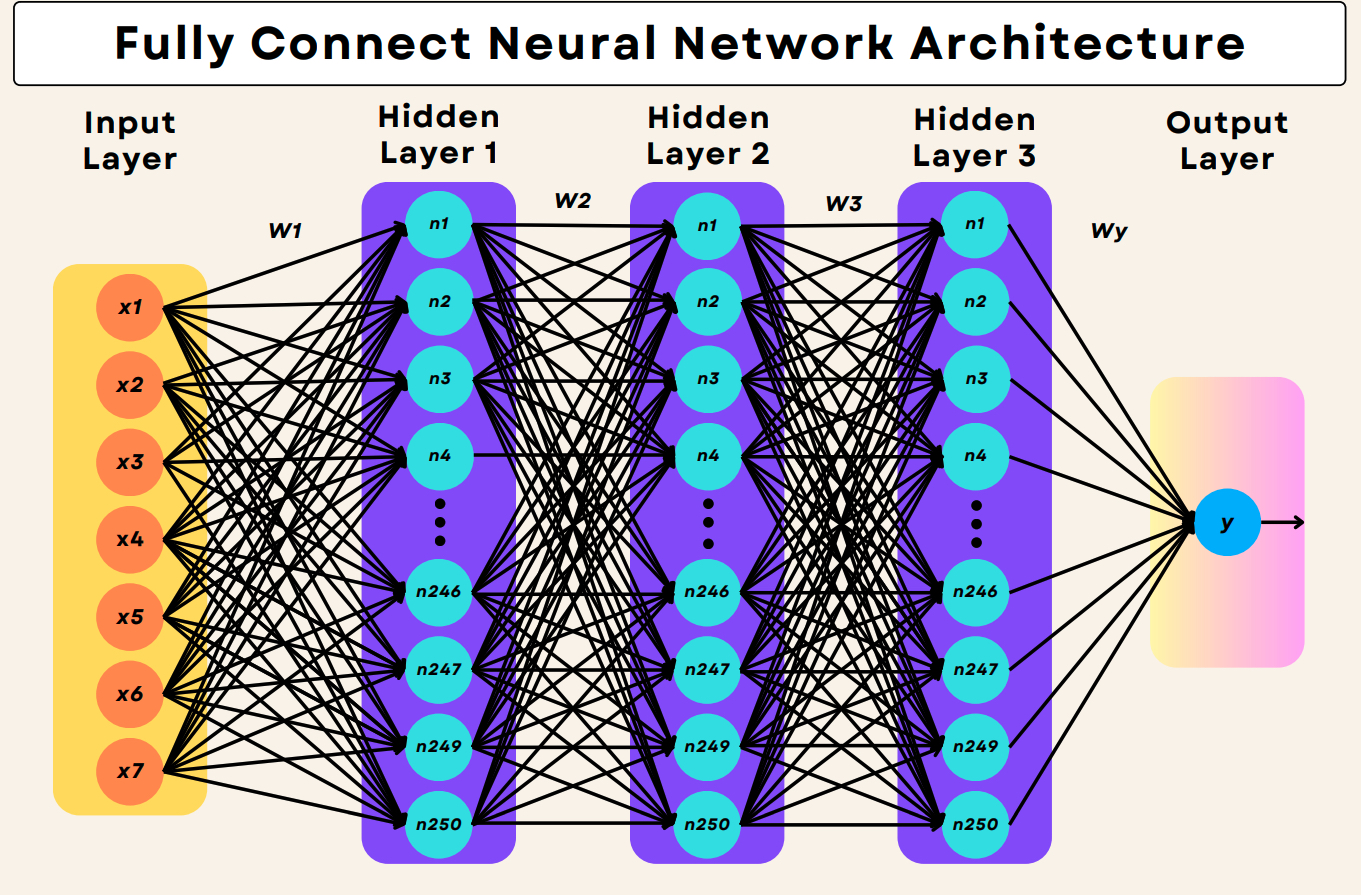 Fully Connect Neural Network Architecture
Input
Layer
Hidden
Layer 1
Hidden
Layer 2
Hidden
Layer 3
Output
Layer
W1
W2
W3
Wy
x1
x2
x3
x4
x5
x6
x7
n1
n2
n3
n4
n246
n247
n249
n250
n1
n2
n3
n4
n246
n247
n249
n250
n1
n2
n3
n4
n246
n247
n249
n250
y